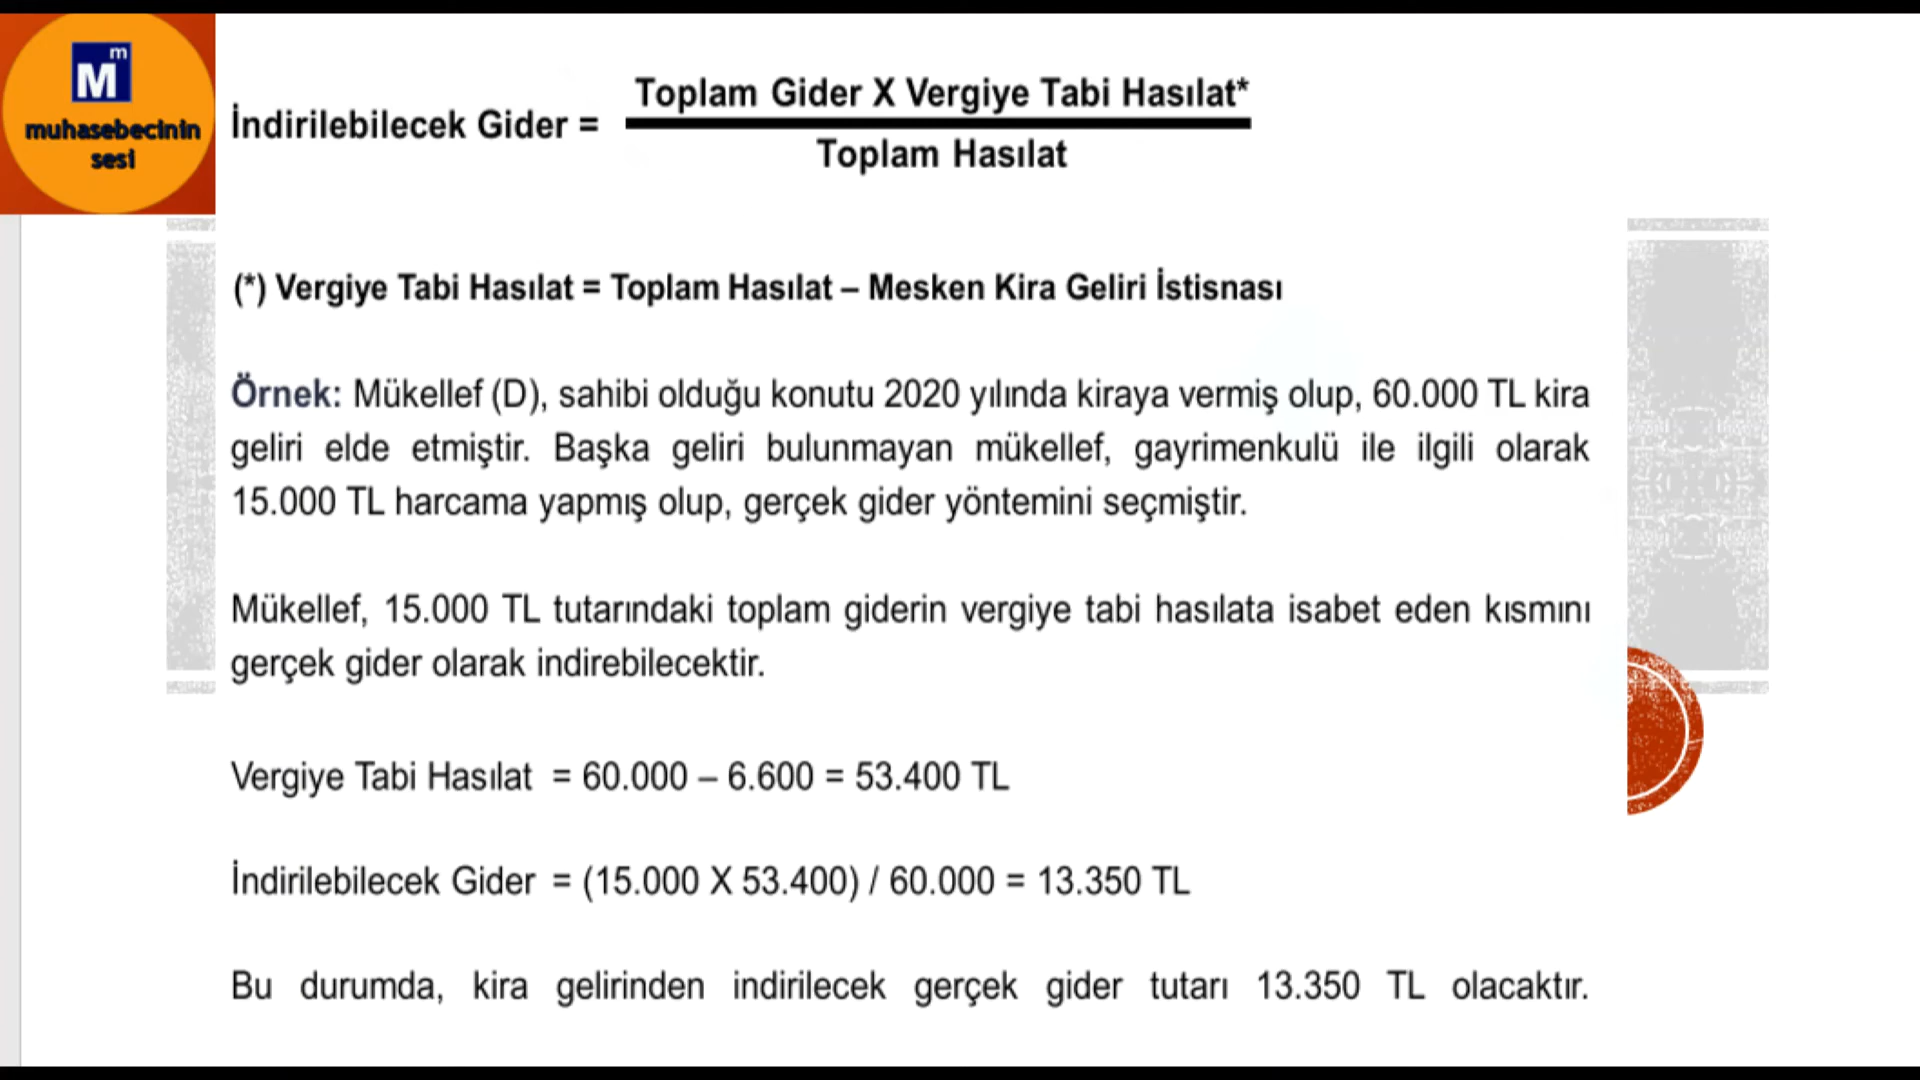 m
M
muhasebecinin
sesi
İndirilebilecek Gider =
Toplam Gider X Vergiye Tabi Hasılat*
Toplam Hasılat
(*) Vergiye Tabi Hasılat = Toplam Hasılat – Mesken Kira Geliri İstisnası
Örnek: Mükellef (D), sahibi olduğu konutu 2020 yılında kiraya vermiş olup, 60.000 TL kira
geliri elde etmiştir. Başka geliri bulunmayan mükellef, gayrimenkulü ile ilgili olarak
15.000 TL harcama yapmış olup, gerçek gider yöntemini seçmiştir.
Mükellef, 15.000 TL tutarındaki toplam giderin vergiye tabi hasılata isabet eden kısmını
gerçek gider olarak indirebilecektir.
Vergiye Tabi Hasılat = 60.000 – 6.600 = 53.400 TL
İndirilebilecek Gider = (15.000 X 53.400) / 60.000 = 13.350 TL
Bu durumda, kira gelirinden indirilecek gerçek gider tutarı 13.350 TL olacaktır.